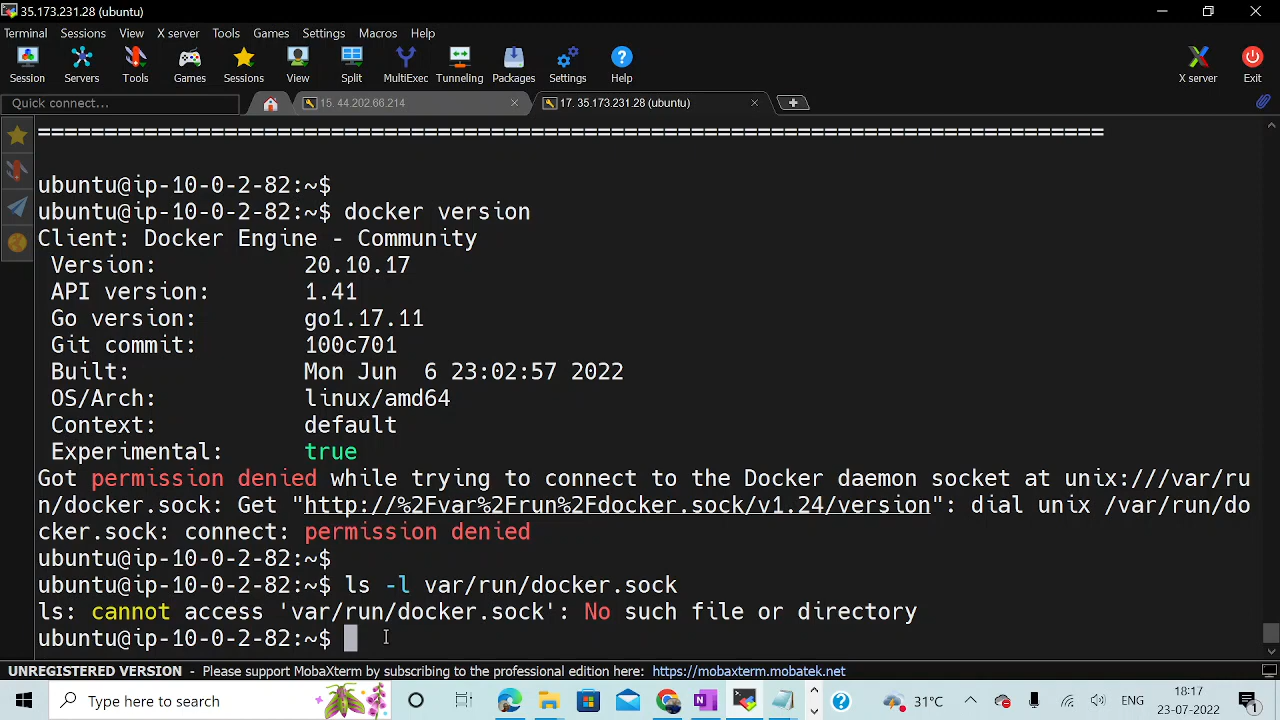 35.173.231.28 (ubuntu)
Terminal Sessions View X server Tools Games Settings Macros Help
Session Servers Tools Games Sessions View Split MultiExec Tunneling Packages Settings Help X server Exit
Quick connect... 15. 44.202.66.214 17. 35.173.231.28 (ubuntu)
================================================================================
ubuntu@ip-10-0-2-82:~$
ubuntu@ip-10-0-2-82:~$ docker version
Client: Docker Engine - Community
Version: 20.10.17
API version: 1.41
Go version: go1.17.11
Git commit: 100c701
Built: Mon Jun  6 23:02:57 2022
OS/Arch: linux/amd64
Context: default
Experimental: true
Got permission denied while trying to connect to the Docker daemon socket at unix:///var/ru
n/docker.sock: Get "http://%2Fvar%2Frun%2Fdocker.sock/v1.24/version": dial unix /var/run/do
cker.sock: connect: permission denied
ubuntu@ip-10-0-2-82:~$
ubuntu@ip-10-0-2-82:~$ ls -l var/run/docker.sock
ls: cannot access 'var/run/docker.sock': No such file or directory
ubuntu@ip-10-0-2-82:~$
UNREGISTERED VERSION - Please support MobaXterm by subscribing to the professional edition here: https://mobaxterm.mobatek.net
Type here to search 31°C ENG 18:17
23-07-2022 1